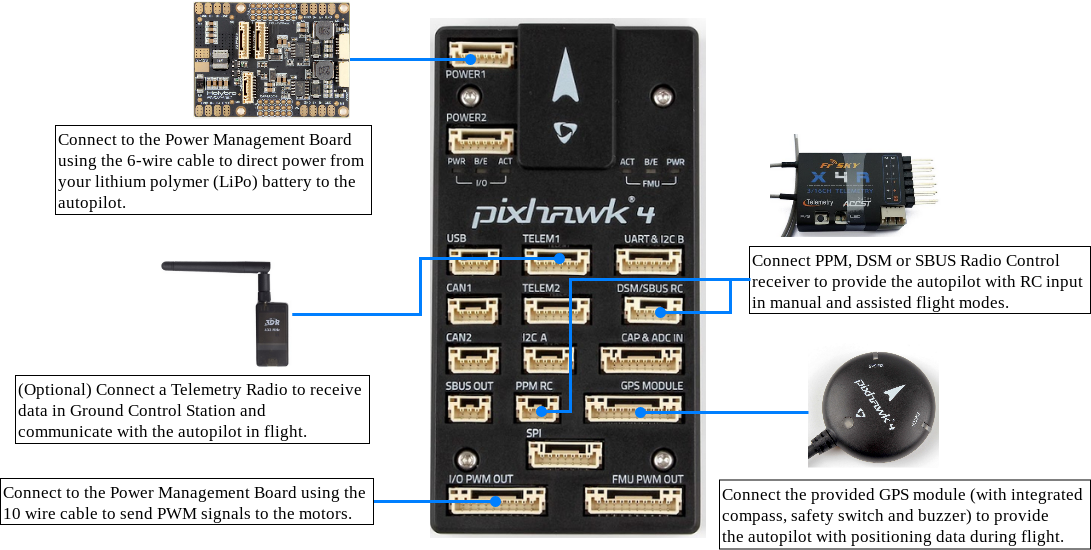 Holybro
Connect to the Power Management Board
using the 6-wire cable to direct power from
your lithium polymer (LiPo) battery to the
autopilot.
3DR
(Optional) Connect a Telemetry Radio to receive
data in Ground Control Station and
communicate with the autopilot in flight.
Connect to the Power Management Board using the
10 wire cable to send PWM signals to the motors.
POWER1
POWER2
PWR B/E ACT
I/O
ACT B/E PWR
FMU
pixhawk® 4
USB TELEM1 UART & I2C B
CAN1 TELEM2 DSM/SBUS RC
CAN2 I2C A CAP & ADC IN
SBUS OUT PPM RC GPS MODULE
SPI
I/O PWM OUT FMU PWM OUT
FrSKY
X4R
3/16CH TELEMETRY
Telemetry ACCST
Connect PPM, DSM or SBUS Radio Control
receiver to provide the autopilot with RC input
in manual and assisted flight modes.
pixhawk 4
Connect the provided GPS module (with integrated
compass, safety switch and buzzer) to provide
the autopilot with positioning data during flight.